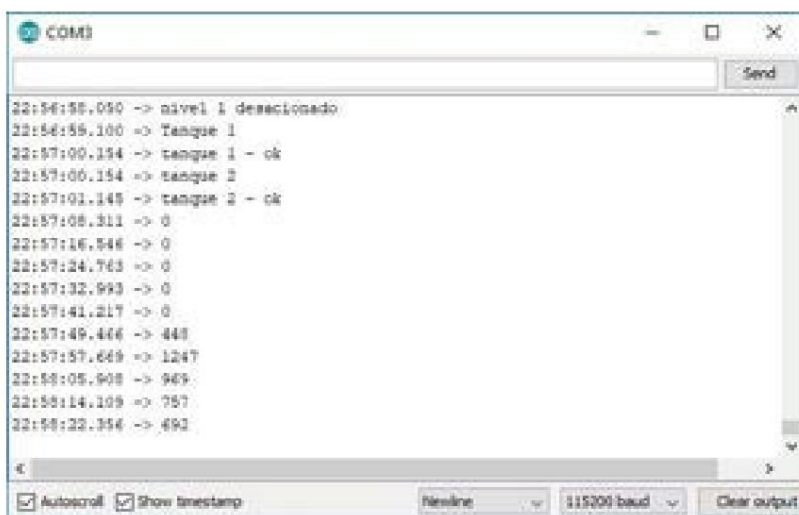 COM3
Send
22:56:58.050 -> nivel 1 desacionado
22:56:59.100 -> Tanque 1
22:57:00.154 -> tanque 1 - ok
22:57:00.154 -> tanque 2
22:57:01.145 -> tanque 2 - ok
22:57:08.311 -> 0
22:57:16.546 -> 0
22:57:24.763 -> 0
22:57:32.993 -> 0
22:57:41.217 -> 0
22:57:49.466 -> 448
22:57:57.669 -> 1247
22:58:05.908 -> 969
22:58:14.109 -> 757
22:58:22.356 -> 692
Autoscroll Show timestamp Newline 115200 baud Clear output